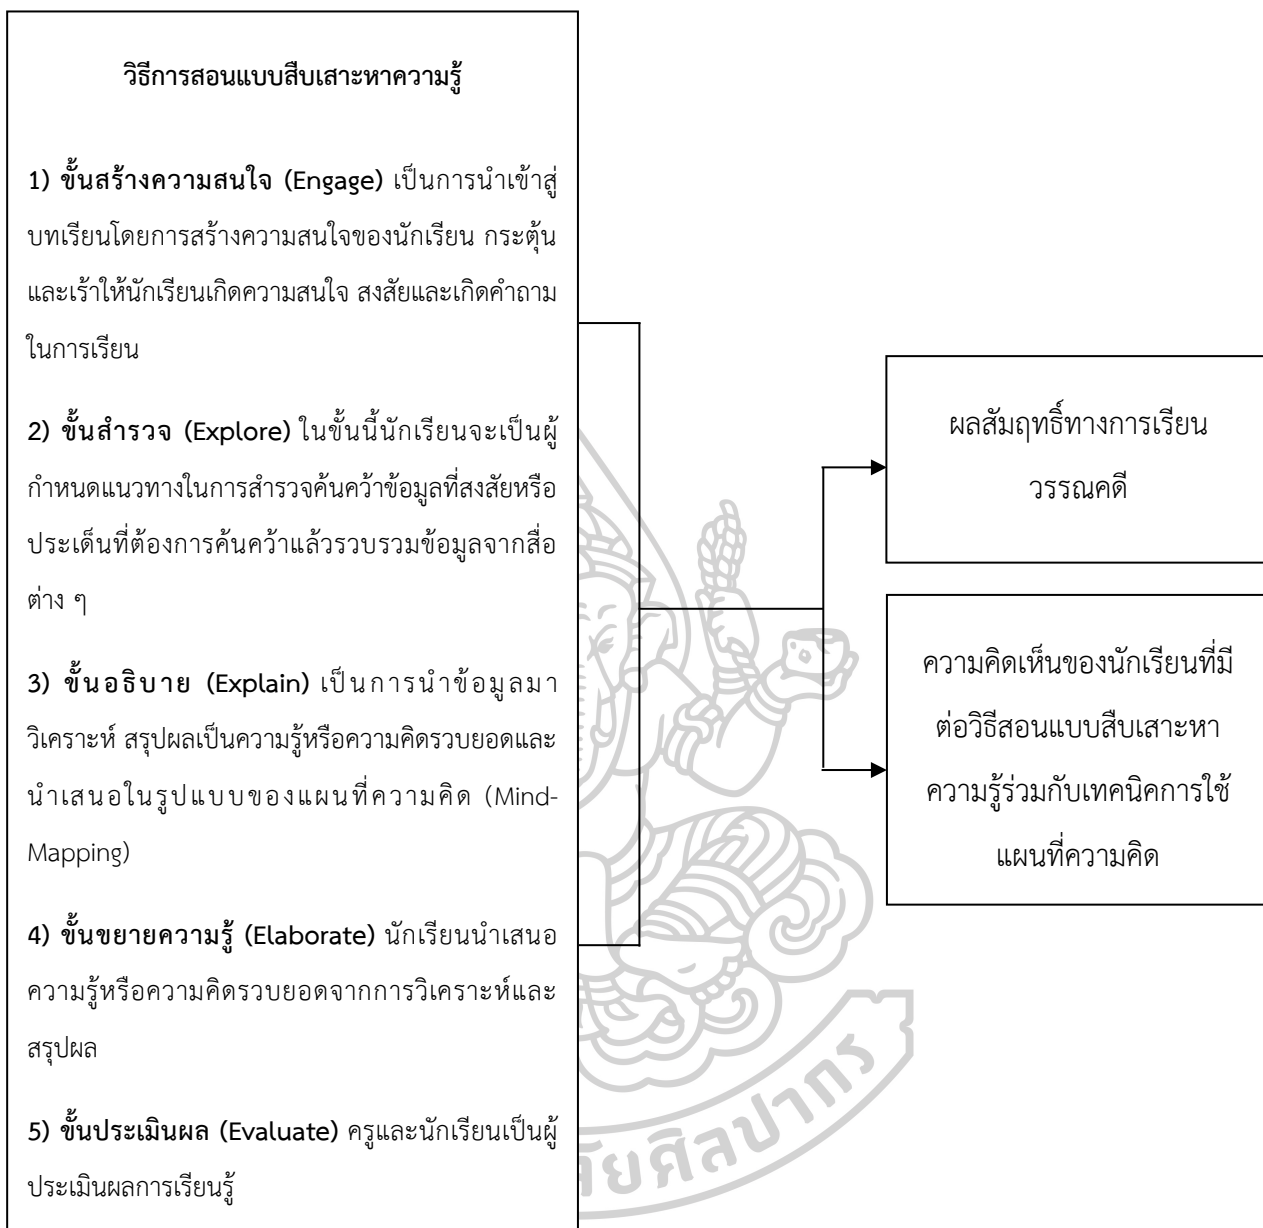 วิธีการสอนแบบสืบเสาะหาความรู้
1) ขั้นสร้างความสนใจ (Engage) เป็นการนำเข้าสู่
บทเรียนโดยการสร้างความสนใจของนักเรียน กระตุ้น
และเร้าให้นักเรียนเกิดความสนใจ สงสัยและเกิดคำถาม
ในการเรียน
2) ขั้นสำรวจ (Explore) ในขั้นนี้นักเรียนจะเป็นผู้
กำหนดแนวทางในการสำรวจค้นคว้าข้อมูลที่สงสัยหรือ
ประเด็นที่ต้องการค้นคว้าแล้วรวบรวมข้อมูลจากสื่อ
ต่าง ๆ
3) ขั้นอธิบาย (Explain) เป็นการนำข้อมูลมา
วิเคราะห์ สรุปผลเป็นความรู้หรือความคิดรวบยอดและ
นำเสนอในรูปแบบของแผนที่ความคิด (Mind-
Mapping)
4) ขั้นขยายความรู้ (Elaborate) นักเรียนนำเสนอ
ความรู้หรือความคิดรวบยอดจากการวิเคราะห์และ
สรุปผล
5) ขั้นประเมินผล (Evaluate) ครูและนักเรียนเป็นผู้
ประเมินผลการเรียนรู้
ผลสัมฤทธิ์ทางการเรียน
วรรณคดี
ความคิดเห็นของนักเรียนที่มี
ต่อวิธีสอนแบบสืบเสาะหา
ความรู้ร่วมกับเทคนิคการใช้
แผนที่ความคิด
ัยศิลปากร